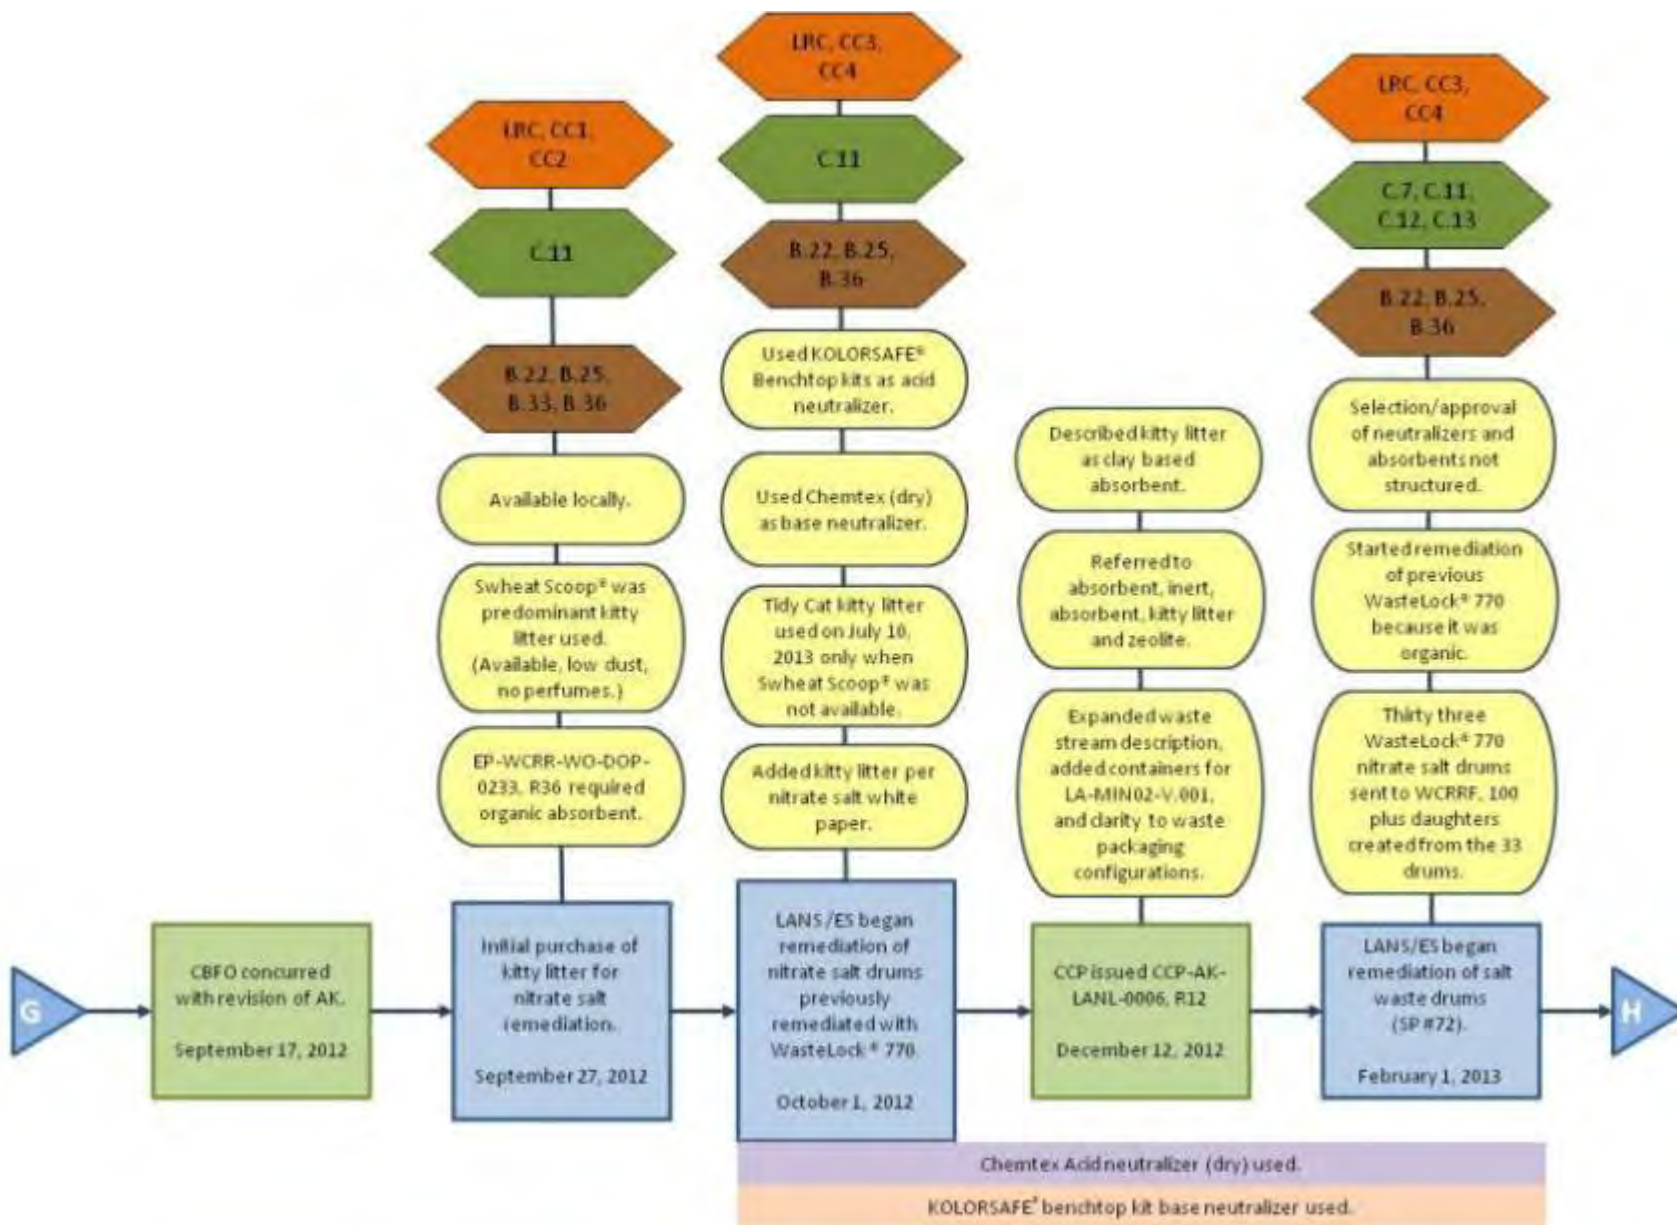 G
CBFO concurred
with revision of AK.
September 17, 2012
LRC, CC1,
CC2
C.11
B.22, B.25,
B.33, B.36
Available locally.
Swheat Scoop® was
predominant kitty
litter used.
(Available, low dust,
no perfumes.)
EP-WCRR-WO-DOP-
0233, R36 required
organic absorbent.
Initial purchase of
kitty litter for
nitrate salt
remediation.
September 27, 2012
LRC, CC3,
CC4
C.11
B.22, B.25,
B.36
Used KOLORSAFE®
Benchtop kits as acid
neutralizer.
Used Chemtex (dry)
as base neutralizer.
Tidy Cat kitty litter
used on July 10,
2013 only when
Swheat Scoop® was
not available.
Added kitty litter per
nitrate salt white
paper.
LANS/ES began
remediation of
nitrate salt drums
previously
remediated with
WasteLock® 770.
October 1, 2012
Described kitty litter
as clay based
absorbent.
Referred to
absorbent, inert,
absorbent, kitty litter
and zeolite.
Expanded waste
stream description,
added containers for
LA-MIN02-V.001,
and clarity to waste
packaging
configurations.
CCP issued CCP-AK-
LANL-0006, R12
December 12, 2012
LRC, CC3,
CC4
C.7, C.11,
C.12, C.13
B.22, B.25,
B.36
Selection/approval
of neutralizers and
absorbents not
structured.
Started remediation
of previous
WasteLock® 770
because it was
organic.
Thirty three
WasteLock® 770
nitrate salt drums
sent to WCRRF, 100
plus daughters
created from the 33
drums.
LANS/ES began
remediation of salt
waste drums
(SP #72).
February 1, 2013
H
Chemtex Acid neutralizer (dry) used.
KOLORSAFE® benchtop kit base neutralizer used.